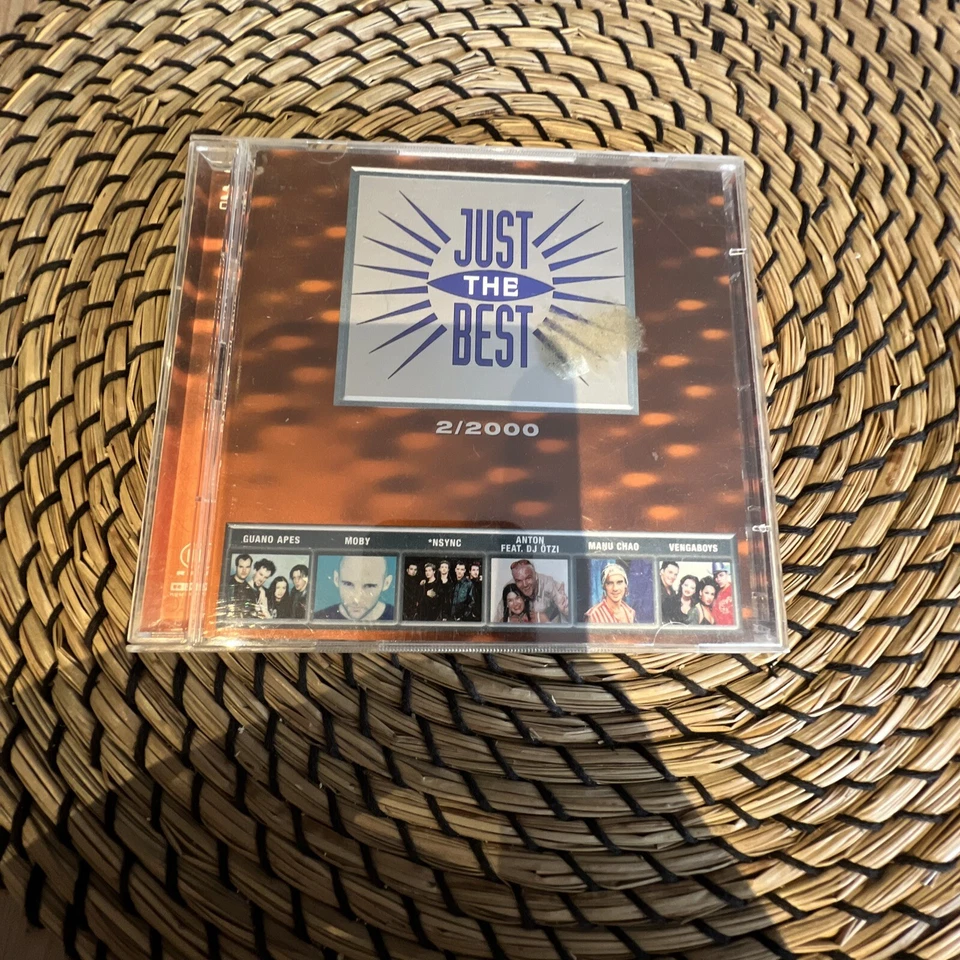 JUST
THE
BEST
2/2000
GUANO APES
MOBY
*NSYNC
ANTON
FEAT. DJ ÖTZI
MANU CHAO
VENGABOYS